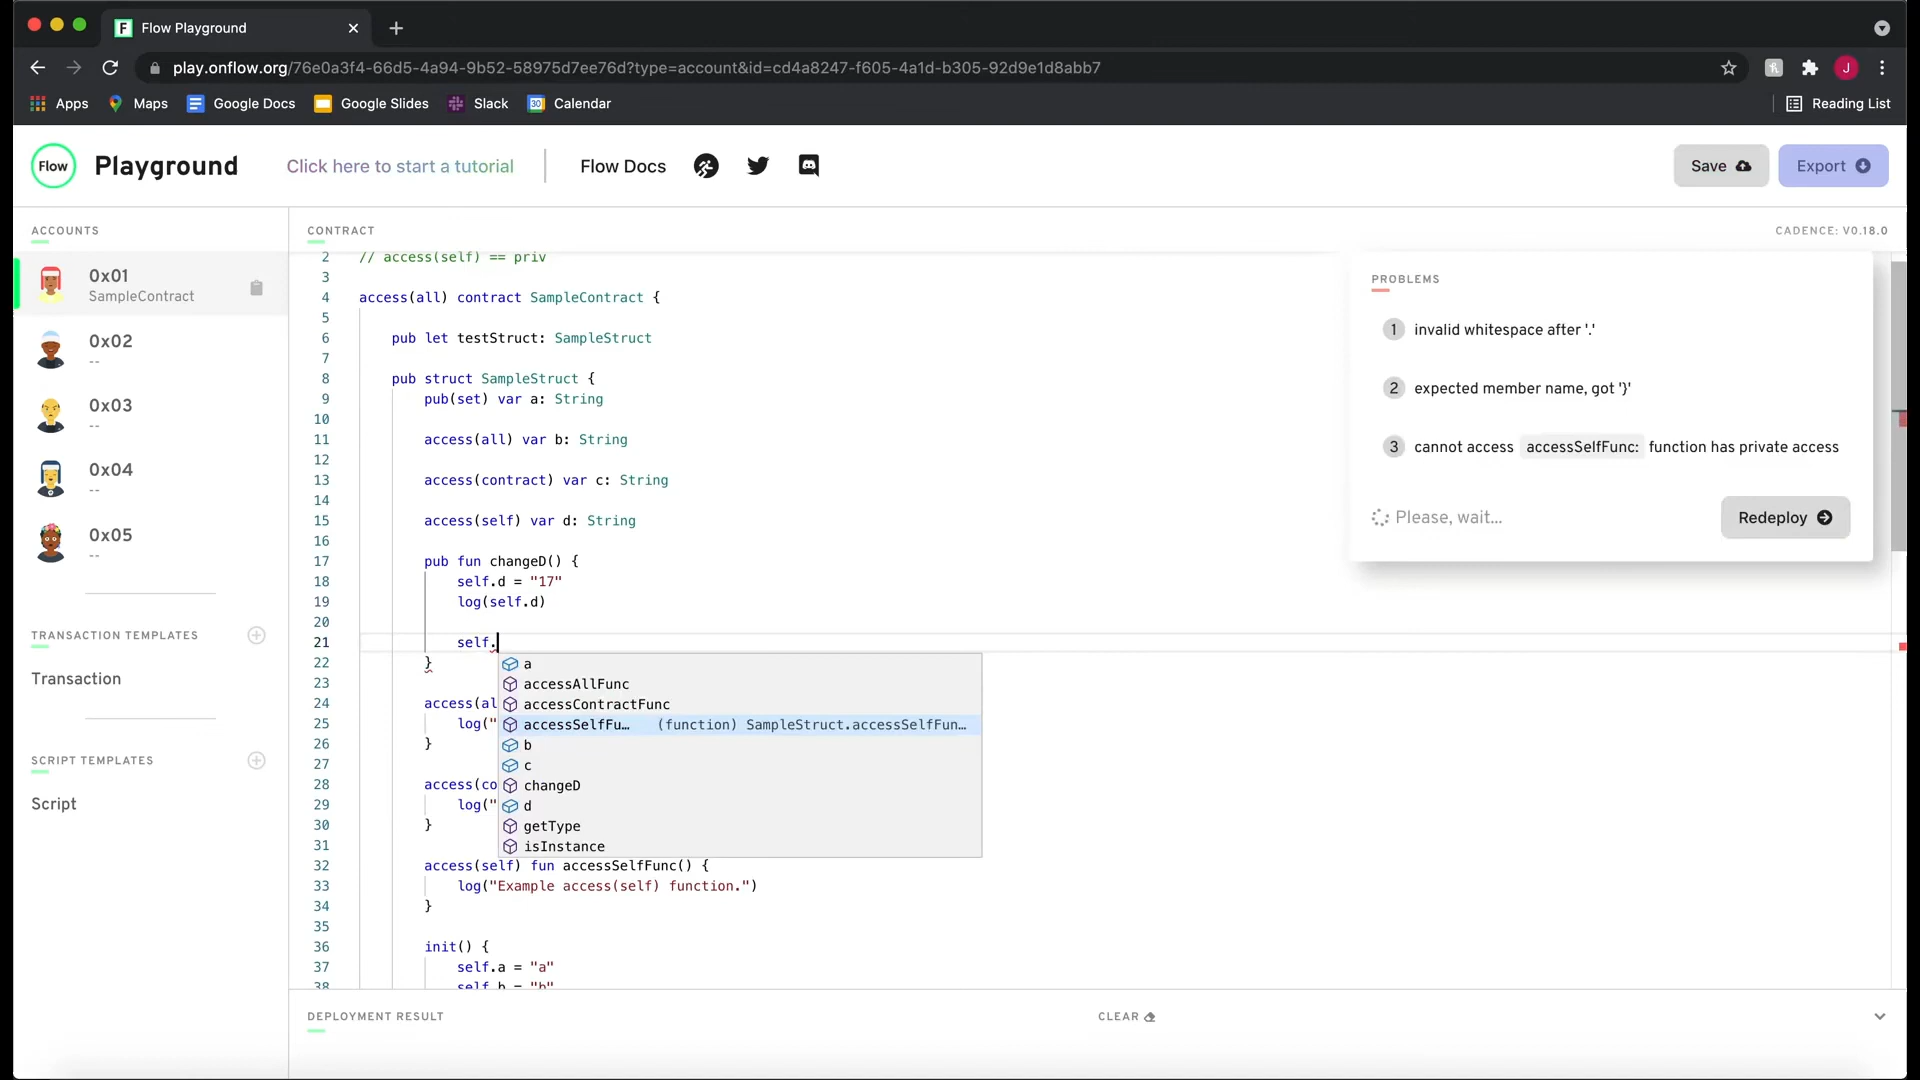 F Flow Playground
play.onflow.org/76e0a3f4-66d5-4a94-9b52-58975d7ee76d?type=account&id=cd4a8247-f605-4a1d-b305-92d9e1d8abb7
J
Apps Maps Google Docs Google Slides Slack 30 Calendar Reading List
Flow Playground Click here to start a tutorial Flow Docs Save Export
ACCOUNTS
CONTRACT
CADENCE: V0.18.0
0x01
SampleContract
0x02
--
0x03
--
0x04
--
0x05
--
TRANSACTION TEMPLATES
Transaction
SCRIPT TEMPLATES
Script
2 // access(self) == priv
3
4 access(all) contract SampleContract {
5
6 pub let testStruct: SampleStruct
7
8 pub struct SampleStruct {
9 pub(set) var a: String
10
11 access(all) var b: String
12
13 access(contract) var c: String
14
15 access(self) var d: String
16
17 pub fun changeD() {
18 self.d = "17"
19 log(self.d)
20
21 self.
22 }
23
24 access(al
25 log("
26 }
27
28 access(co
29 log("
30 }
31
32 access(self) fun accessSelfFunc() {
33 log("Example access(self) function.")
34 }
35
36 init() {
37 self.a = "a"
38 self.b = "b"
a
accessAllFunc
accessContractFunc
accessSelfFu… (function) SampleStruct.accessSelfFun…
b
c
changeD
d
getType
isInstance
PROBLEMS
1 invalid whitespace after '.'
2 expected member name, got '}'
3 cannot access accessSelfFunc: function has private access
Please, wait...
Redeploy
DEPLOYMENT RESULT
CLEAR